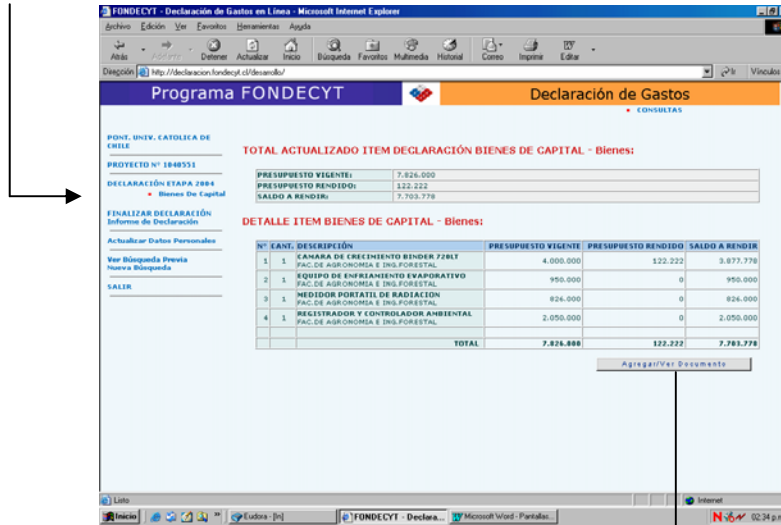 FONDECYT - Declaración de Gastos en Línea - Microsoft Internet Explorer
Archivo Edición Ver Favoritos Herramientas Ayuda
Atrás Adelante Detener Actualizar Inicio Búsqueda Favoritos Multimedia Historial Correo Imprimir Editar
Dirección http://declaracion.fondecyt.cl/desarrollo/ Ir Vínculos
Programa FONDECYT Declaración de Gastos
CONSULTAS
PONT. UNIV. CATOLICA DE CHILE
PROYECTO Nº 1040551
DECLARACIÓN ETAPA 2004
Bienes De Capital
FINALIZAR DECLARACIÓN
Informe de Declaración
Actualizar Datos Personales
Ver Búsqueda Previa
Nueva Búsqueda
SALIR
TOTAL ACTUALIZADO ITEM DECLARACIÓN BIENES DE CAPITAL - Bienes:
PRESUPUESTO VIGENTE: 7.826.000
PRESUPUESTO RENDIDO: 122.222
SALDO A RENDIR: 7.703.778
DETALLE ITEM BIENES DE CAPITAL - Bienes:
Nº CANT. DESCRIPCIÓN PRESUPUESTO VIGENTE PRESUPUESTO RENDIDO SALDO A RENDIR
1 1 CAMARA DE CRECIMIENTO BINDER 720LT 4.000.000 122.222 3.877.778
FAC.DE AGRONOMIA E ING.FORESTAL
2 1 EQUIPO DE ENFRIAMIENTO EVAPORATIVO 950.000 0 950.000
FAC.DE AGRONOMIA E ING.FORESTAL
3 1 MEDIDOR PORTATIL DE RADIACION 826.000 0 826.000
FAC.DE AGRONOMIA E ING.FORESTAL
4 1 REGISTRADOR Y CONTROLADOR AMBIENTAL 2.050.000 0 2.050.000
FAC.DE AGRONOMIA E ING.FORESTAL
TOTAL 7.826.000 122.222 7.703.778
Agregar/Ver Documento
Listo Internet
Inicio Eudora - [In] FONDECYT - Declara... Microsoft Word - Pantallas... 02:34 p.m